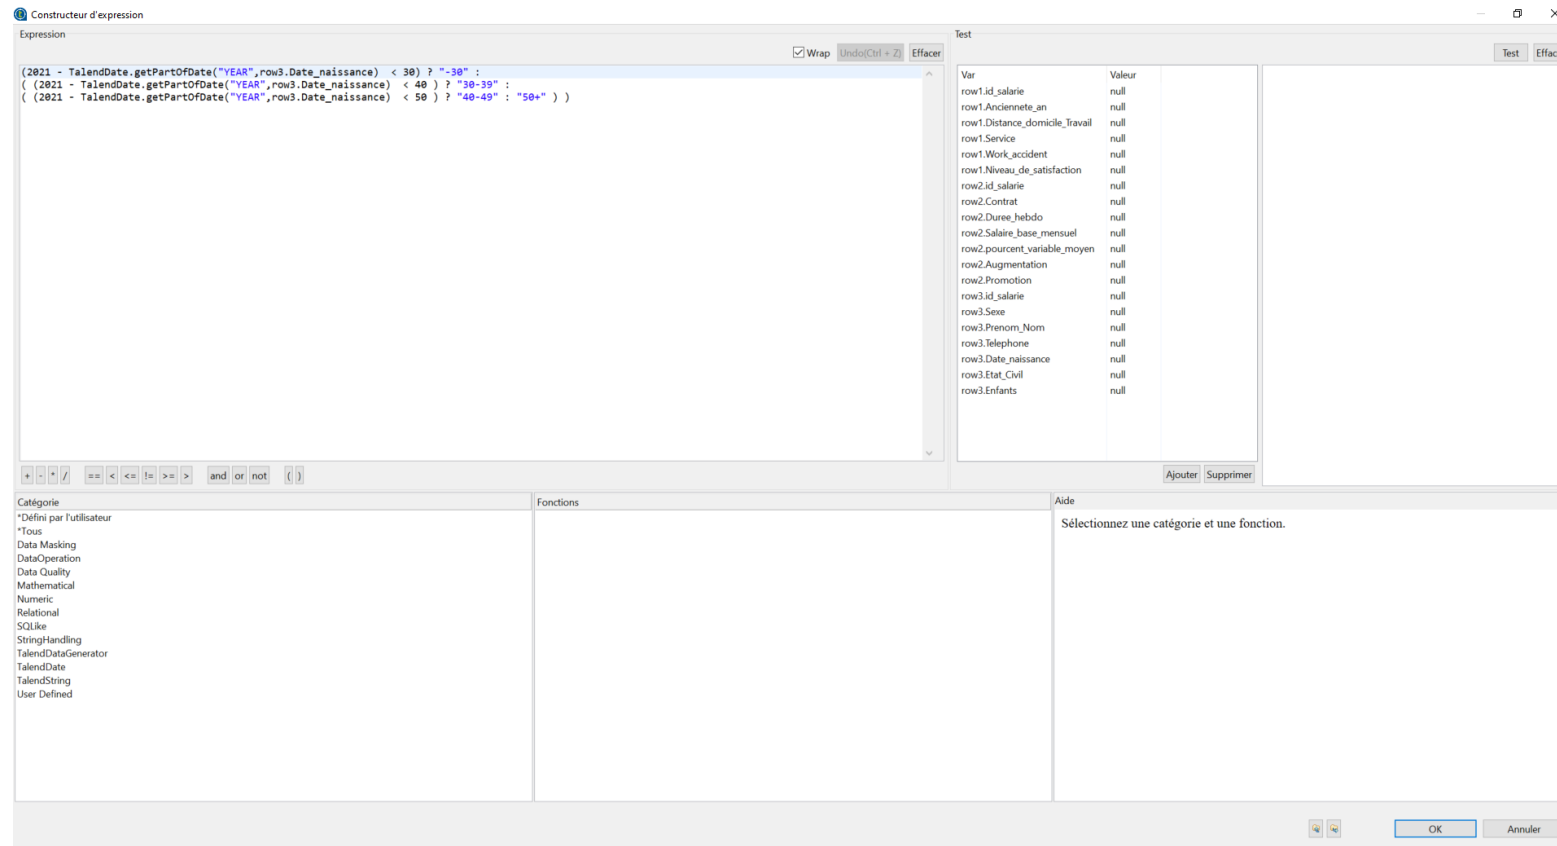 Constructeur d'expression
Expression
Wrap Undo(Ctrl + Z) Effacer
(2021 - TalendDate.getPartOfDate("YEAR",row3.Date_naissance)  < 30) ? "-30" :
( (2021 - TalendDate.getPartOfDate("YEAR",row3.Date_naissance)  < 40 ) ? "30-39" :
( (2021 - TalendDate.getPartOfDate("YEAR",row3.Date_naissance)  < 50 ) ? "40-49" : "50+" ) )
+ - * / == < <= != >= > and or not ( )
Test
Test Effac
Var Valeur
row1.id_salarie null
row1.Anciennete_an null
row1.Distance_domicile_Travail null
row1.Service null
row1.Work_accident null
row1.Niveau_de_satisfaction null
row2.id_salarie null
row2.Contrat null
row2.Duree_hebdo null
row2.Salaire_base_mensuel null
row2.pourcent_variable_moyen null
row2.Augmentation null
row2.Promotion null
row3.id_salarie null
row3.Sexe null
row3.Prenom_Nom null
row3.Telephone null
row3.Date_naissance null
row3.Etat_Civil null
row3.Enfants null
Ajouter Supprimer
Catégorie
*Défini par l'utilisateur
*Tous
Data Masking
DataOperation
Data Quality
Mathematical
Numeric
Relational
SQLike
StringHandling
TalendDataGenerator
TalendDate
TalendString
User Defined
Fonctions
Aide
Sélectionnez une catégorie et une fonction.
OK Annuler